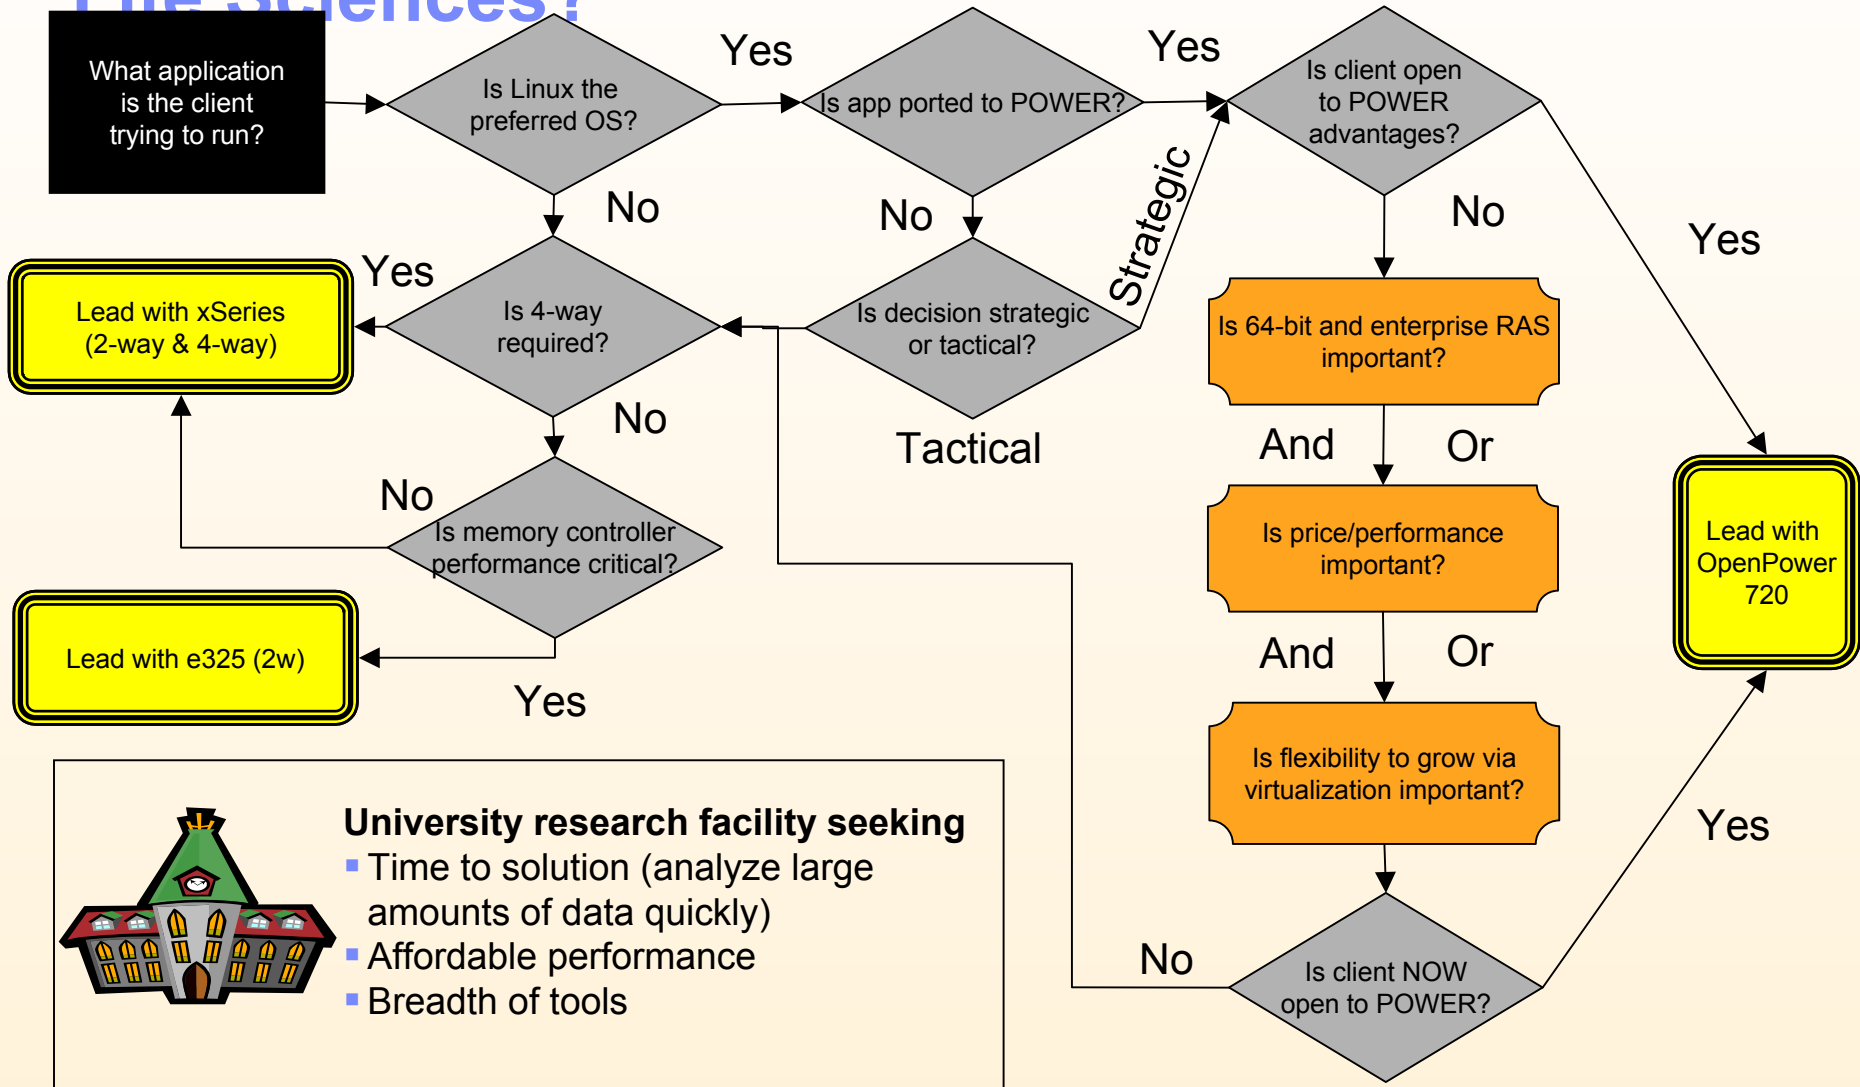 Life Sciences?
What application
is the client
trying to run?
Is Linux the
preferred OS?
Yes
Is app ported to POWER?
Yes
Is client open
to POWER
advantages?
No
No
Strategic
No
Yes
Yes
Lead with xSeries
(2-way & 4-way)
Is 4-way
required?
Is decision strategic
or tactical?
Is 64-bit and enterprise RAS
important?
No
Tactical
And
Or
No
Is memory controller
performance critical?
Is price/performance
important?
Lead with
OpenPower
720
Lead with e325 (2w)
Yes
And
Or
Is flexibility to grow via
virtualization important?
Yes
University research facility seeking
Time to solution (analyze large
amounts of data quickly)
Affordable performance
Breadth of tools
No
Is client NOW
open to POWER?